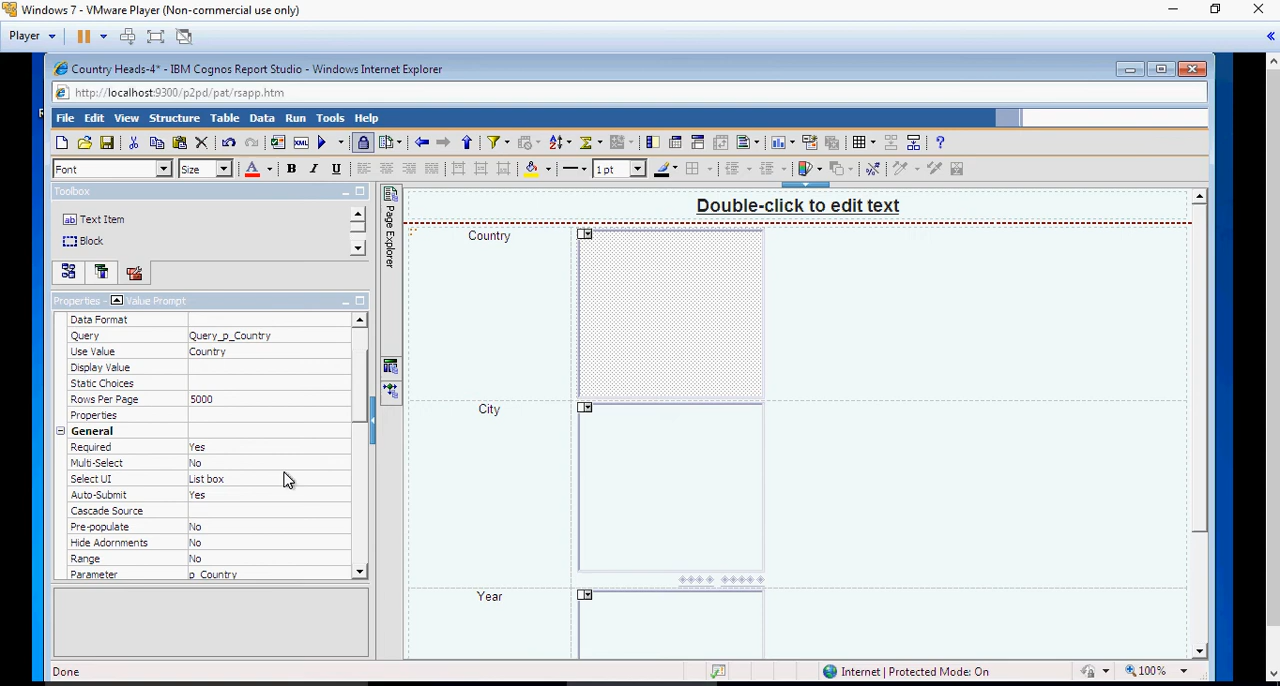 Windows 7 - VMware Player (Non-commercial use only)
Player
Country Heads-4* - IBM Cognos Report Studio - Windows Internet Explorer
http://localhost:9300/p2pd/pat/rsapp.htm
File Edit View Structure Table Data Run Tools Help
Font Size A B I U 1 pt
Toolbox
Text Item
Block
Page Explorer
Properties - Value Prompt
Data Format
Query Query_p_Country
Use Value Country
Display Value
Static Choices
Rows Per Page 5000
Properties
General
Required Yes
Multi-Select No
Select UI List box
Auto-Submit Yes
Cascade Source
Pre-populate No
Hide Adornments No
Range No
Parameter p_Country
Double-click to edit text
Country
City
Year
Done
Internet | Protected Mode: On
100%